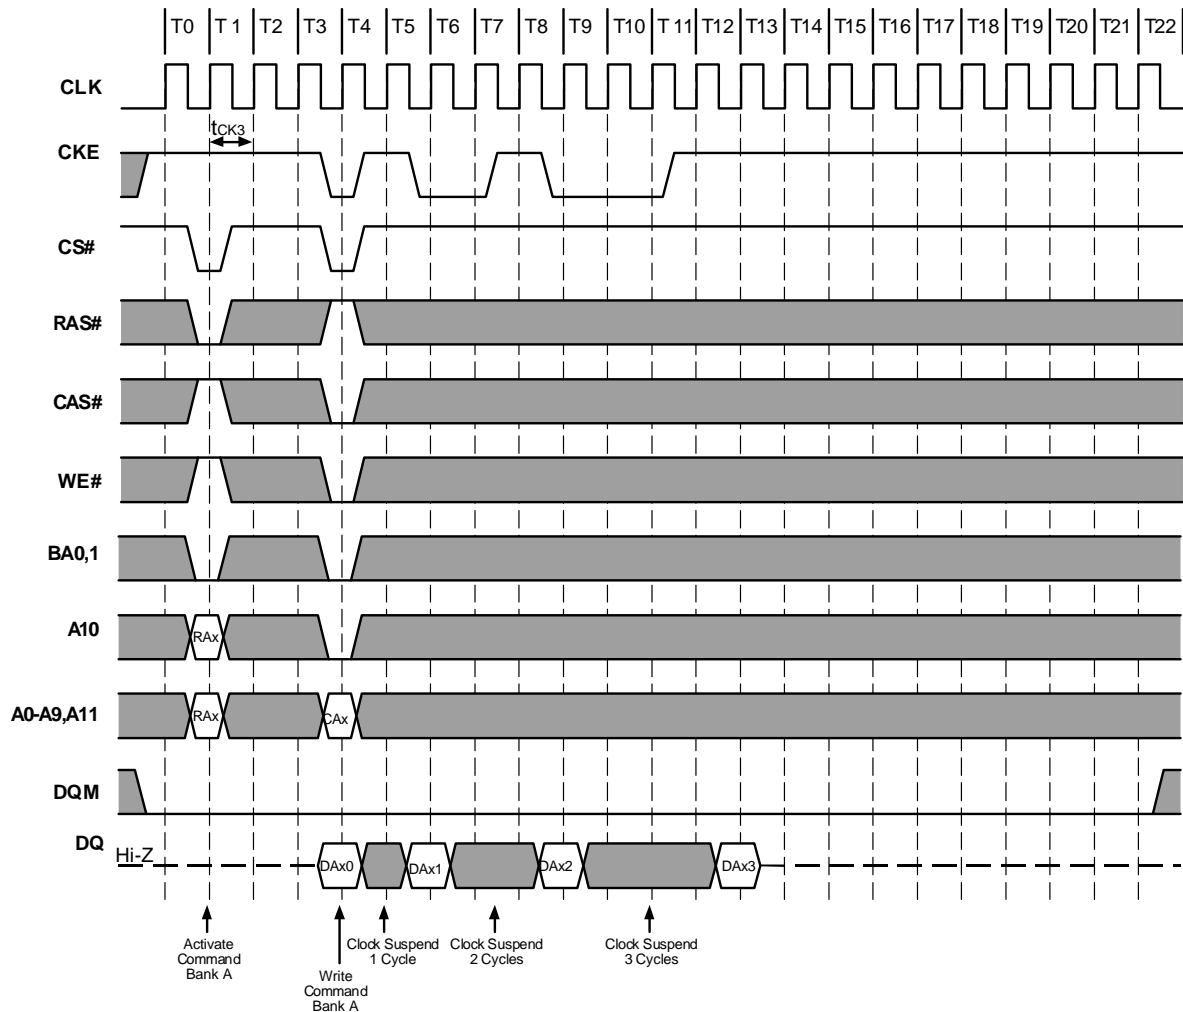 T0 T 1 T2 T3 T4 T5 T6 T7 T8 T9 T10 T 11 T12 T13 T14 T15 T16 T17 T18 T19 T20 T21 T22
CLK
tCK3
CKE
CS#
RAS#
CAS#
WE#
BA0,1
A10
RAx
A0-A9,A11
RAx CAx
DQM
DQ
Hi-Z
DAx0 DAx1 DAx2 DAx3
Activate
Command
Bank A
Write
Command
Bank A
Clock Suspend
1 Cycle
Clock Suspend
2 Cycles
Clock Suspend
3 Cycles